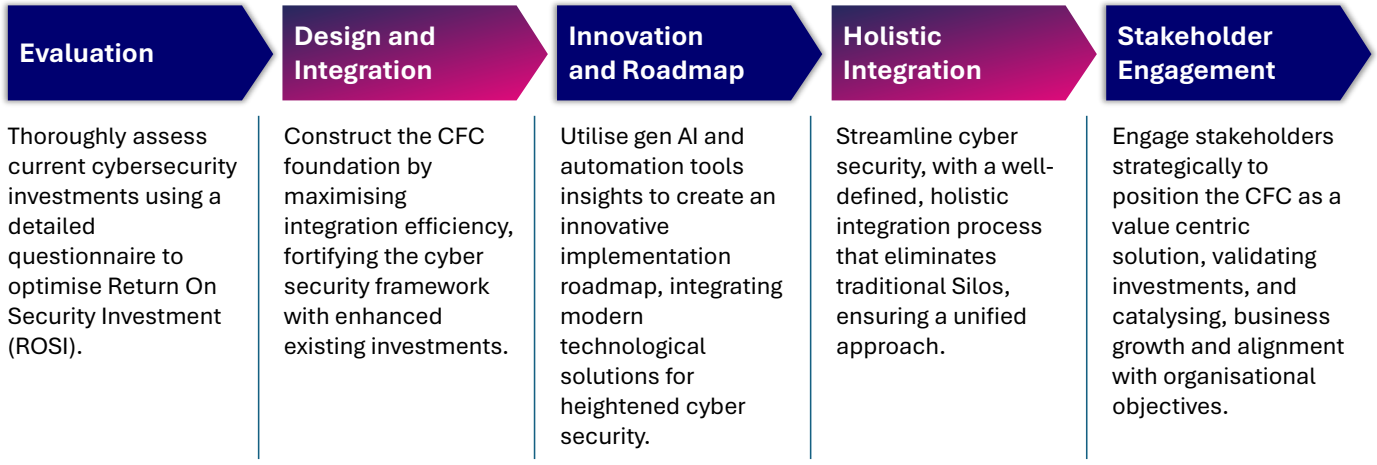 Evaluation
Thoroughly assess
current cybersecurity
investments using a
detailed
questionnaire to
optimise Return On
Security Investment
(ROSI).
Design and
Integration
Construct the CFC
foundation by
maximising
integration efficiency,
fortifying the cyber
security framework
with enhanced
existing investments.
Innovation
and Roadmap
Utilise gen AI and
automation tools
insights to create an
innovative
implementation
roadmap, integrating
modern
technological
solutions for
heightened cyber
security.
Holistic
Integration
Streamline cyber
security, with a well-
defined, holistic
integration process
that eliminates
traditional Silos,
ensuring a unified
approach.
Stakeholder
Engagement
Engage stakeholders
strategically to
position the CFC as a
value centric
solution, validating
investments, and
catalysing, business
growth and alignment
with organisational
objectives.